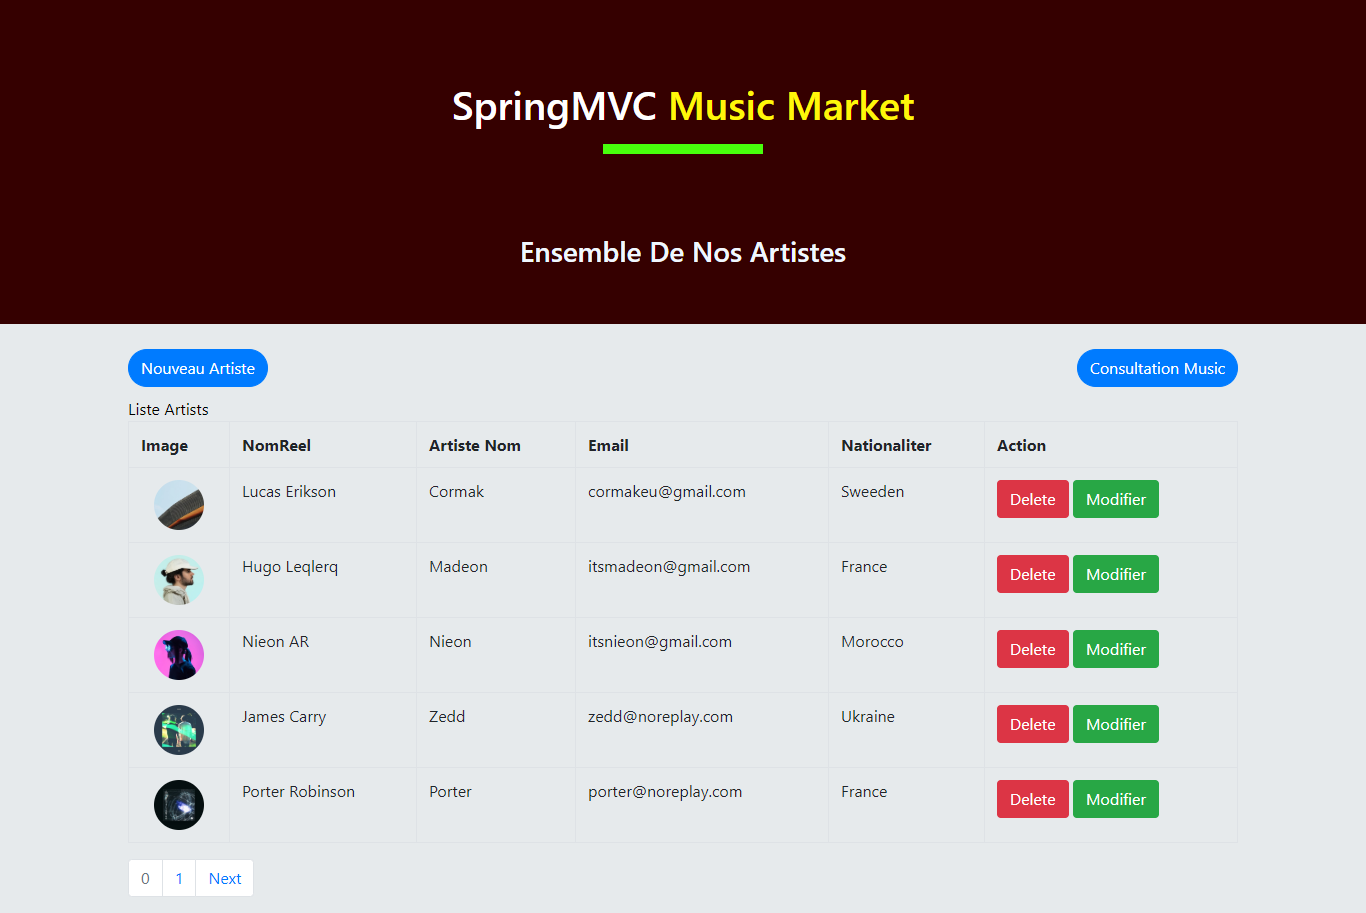 SpringMVC Music Market
Ensemble De Nos Artistes
Nouveau Artiste Consultation Music
Liste Artists
Image NomReel Artiste Nom Email Nationaliter Action
Lucas Erikson Cormak cormakeu@gmail.com Sweeden Delete Modifier
Hugo Leqlerq Madeon itsmadeon@gmail.com France Delete Modifier
Nieon AR Nieon itsnieon@gmail.com Morocco Delete Modifier
James Carry Zedd zedd@noreplay.com Ukraine Delete Modifier
Porter Robinson Porter porter@noreplay.com France Delete Modifier
0 1 Next